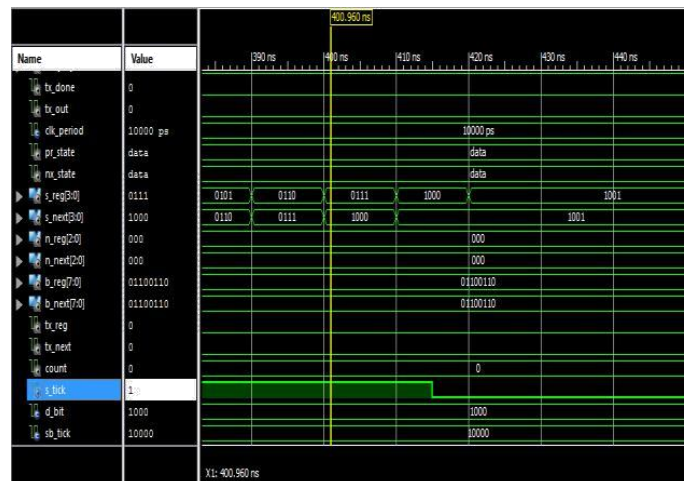 400.960 ns
Name Value 390 ns 400 ns 410 ns 420 ns 430 ns 440 ns
tx_done 0
tx_out 0
clk_period 10000 ps 10000 ps
pr_state data data
nx_state data data
s_reg[3:0] 0111 0101 0110 0111 1000 1001
s_next[3:0] 1000 0110 0111 1000 1001
n_reg[2:0] 000 000
n_next[2:0] 000 000
b_reg[7:0] 01100110 01100110
b_next[7:0] 01100110 01100110
tx_reg 0
tx_next 0
count 0 0
s_tick 1
d_bit 1000 1000
sb_tick 10000 10000
X1: 400.960 ns